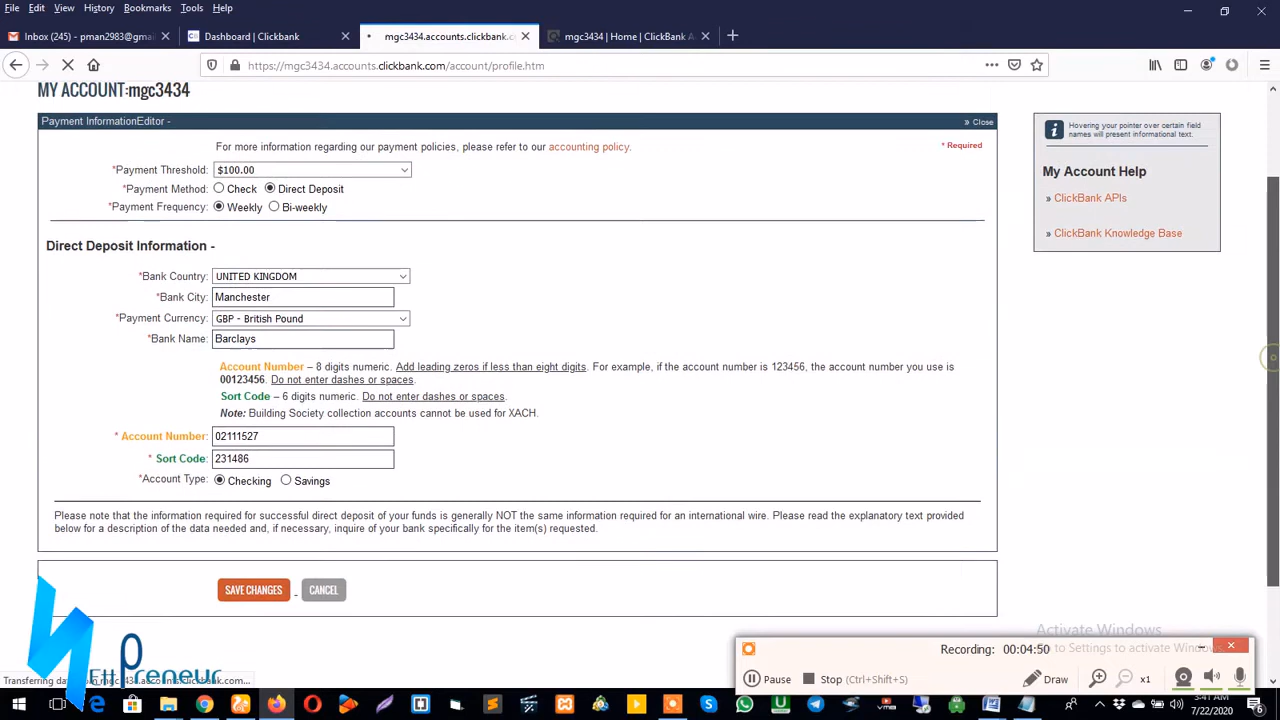 File Edit View History Bookmarks Tools Help
Inbox (245) - pman2983@gmai
Dashboard | Clickbank
mgc3434.accounts.clickbank.c
mgc3434 | Home | ClickBank A
https://mgc3434.accounts.clickbank.com/account/profile.htm
MY ACCOUNT:mgc3434
Payment InformationEditor -
» Close
For more information regarding our payment policies, please refer to our accounting policy.
* Required
*Payment Threshold: $100.00
*Payment Method: Check Direct Deposit
*Payment Frequency: Weekly Bi-weekly
Direct Deposit Information -
*Bank Country: UNITED KINGDOM
*Bank City: Manchester
*Payment Currency: GBP - British Pound
*Bank Name: Barclays
Account Number – 8 digits numeric. Add leading zeros if less than eight digits. For example, if the account number is 123456, the account number you use is
00123456. Do not enter dashes or spaces.
Sort Code – 6 digits numeric. Do not enter dashes or spaces.
Note: Building Society collection accounts cannot be used for XACH.
* Account Number: 02111527
* Sort Code: 231486
*Account Type: Checking Savings
Please note that the information required for successful direct deposit of your funds is generally NOT the same information required for an international wire. Please read the explanatory text provided
below for a description of the data needed and, if necessary, inquire of your bank specifically for the item(s) requested.
SAVE CHANGES - CANCEL
Hovering your pointer over certain field
names will present informational text.
My Account Help
» ClickBank APIs
» ClickBank Knowledge Base
Activate Windows
to Settings to activate Windows
Recording: 00:04:50
Pause Stop (Ctrl+Shift+S) Draw x1
preneur
3:41 AM
7/22/2020